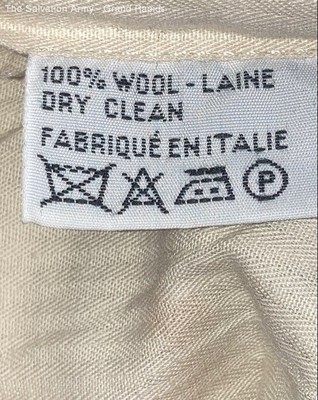 The Salvation Army - Grand Rapids
100% WOOL - LAINE
DRY CLEAN
FABRIQUÉ EN ITALIE
P